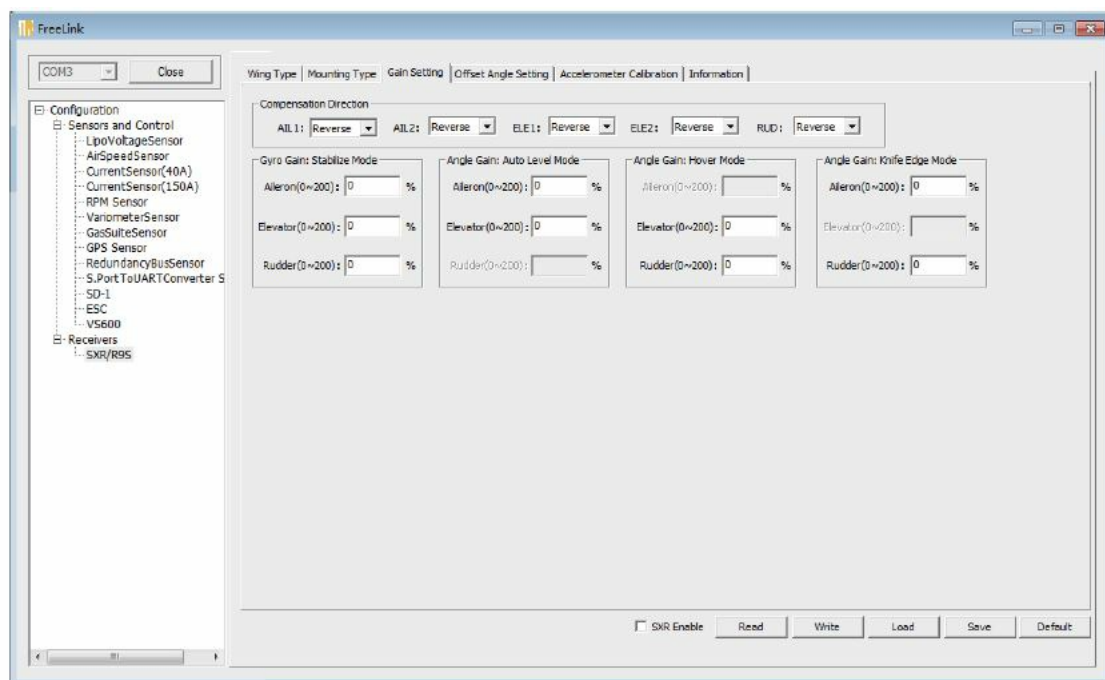 FreeLink
COM3 Close
Configuration
Sensors and Control
LipoVoltageSensor
AirSpeedSensor
CurrentSensor(40A)
CurrentSensor(150A)
RPM Sensor
VariometerSensor
GasSuiteSensor
GPS Sensor
RedundancyBusSensor
S.PortToUARTConverter S
SD-1
ESC
VS600
Receivers
SXR/R9S
Wing Type Mounting Type Gain Setting Offset Angle Setting Accelerometer Calibration Information
Compensation Direction
AIL1: Reverse AIL2: Reverse ELE1: Reverse ELE2: Reverse RUD: Reverse
Gyro Gain: Stabilize Mode Angle Gain: Auto Level Mode Angle Gain: Hover Mode Angle Gain: Knife Edge Mode
Aileron(0~200): 0 % Aileron(0~200): 0 % Aileron(0~200): % Aileron(0~200): 0 %
Elevator(0~200): 0 % Elevator(0~200): 0 % Elevator(0~200): 0 % Elevator(0~200): %
Rudder(0~200): 0 % Rudder(0~200): % Rudder(0~200): 0 % Rudder(0~200): 0 %
SXR Enable Read Write Load Save Default